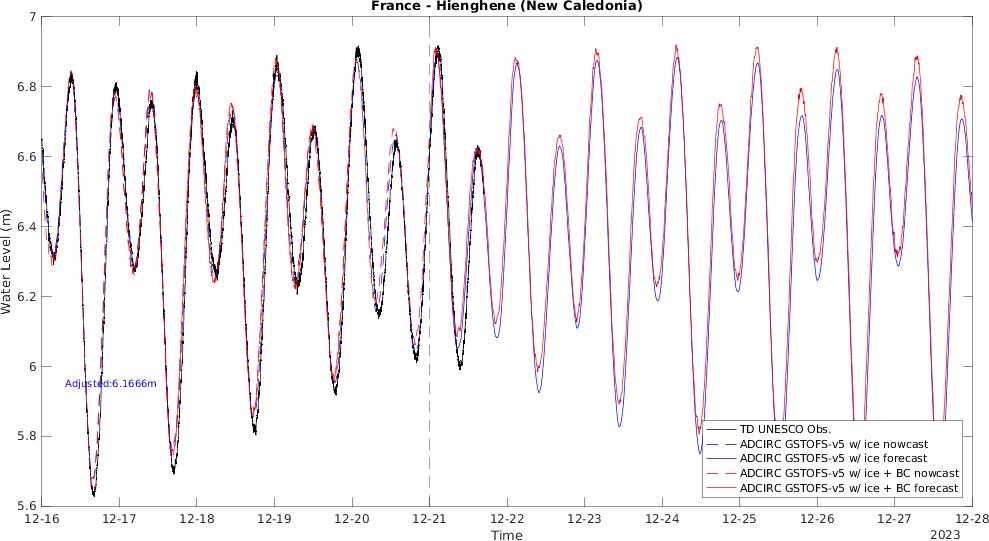 France - Hienghene (New Caledonia)
7
6.8
6.6
6.4
6.2
6
5.8
5.6
Water Level (m)
Adjusted:6.1666m
TD UNESCO Obs.
ADCIRC GSTOFS-v5 w/ ice nowcast
ADCIRC GSTOFS-v5 w/ ice forecast
ADCIRC GSTOFS-v5 w/ ice + BC nowcast
ADCIRC GSTOFS-v5 w/ ice + BC forecast
12-16 12-17 12-18 12-19 12-20 12-21 12-22 12-23 12-24 12-25 12-26 12-27 12-28
Time
2023